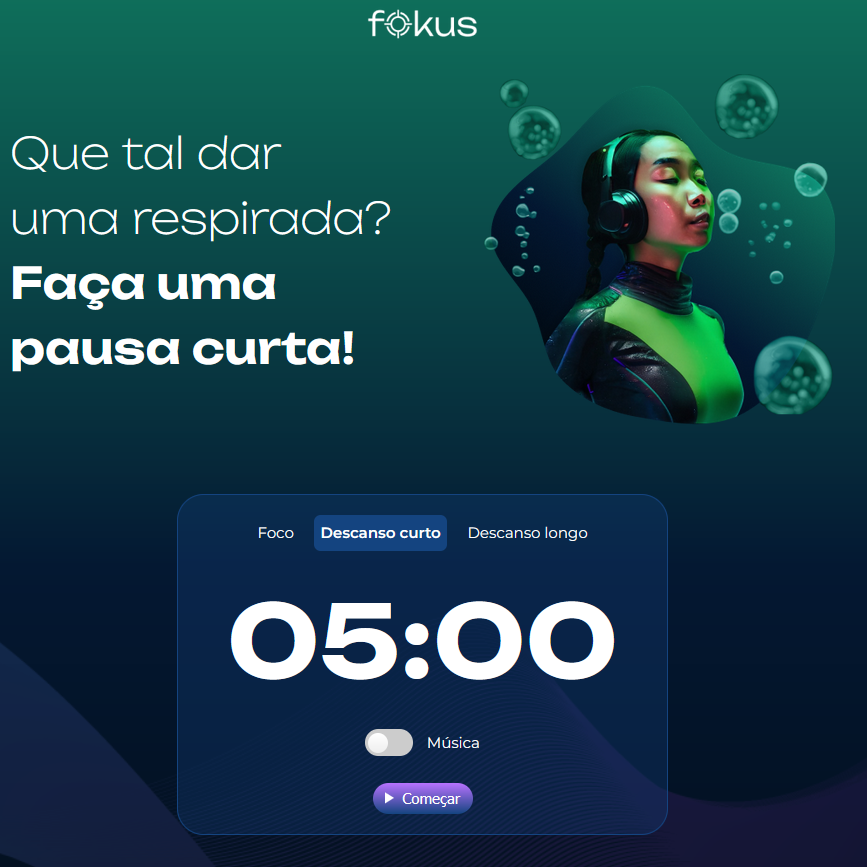 fokus
Que tal dar
uma respirada?
Faça uma
pausa curta!
Foco Descanso curto Descanso longo
05:00
Música
Começar